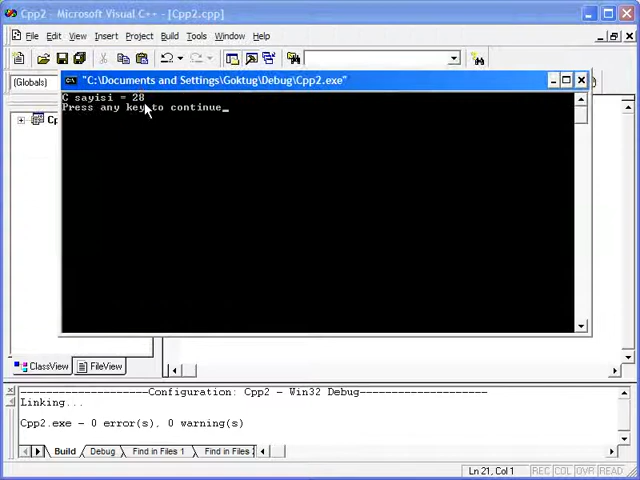 Cpp2 - Microsoft Visual C++ - [Cpp2.cpp]
File Edit View Insert Project Build Tools Window Help
(Globals)
"C:\Documents and Settings\Goktug\Debug\Cpp2.exe"
C sayisi = 28
Press any key to continue_
Cp
ClassView FileView
--------------------Configuration: Cpp2 - Win32 Debug--------------------
Linking...
Cpp2.exe - 0 error(s), 0 warning(s)
Build Debug Find in Files 1 Find in Files
Ln 21, Col 1 REC COL OVR READ